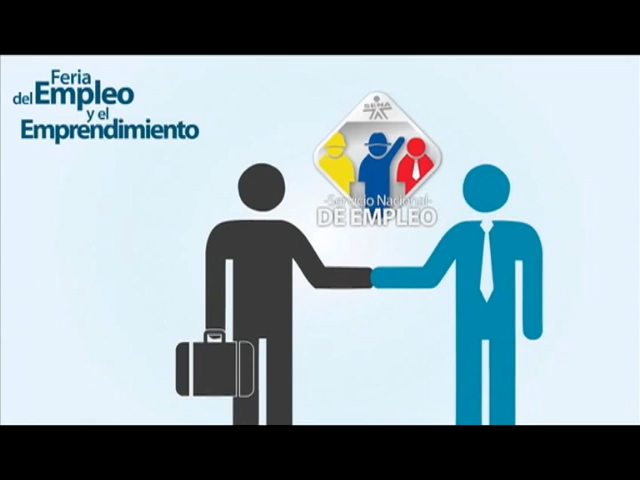 Feria
del Empleo
y el
Emprendimiento
SENA
-Servicio Nacional-
DE EMPLEO